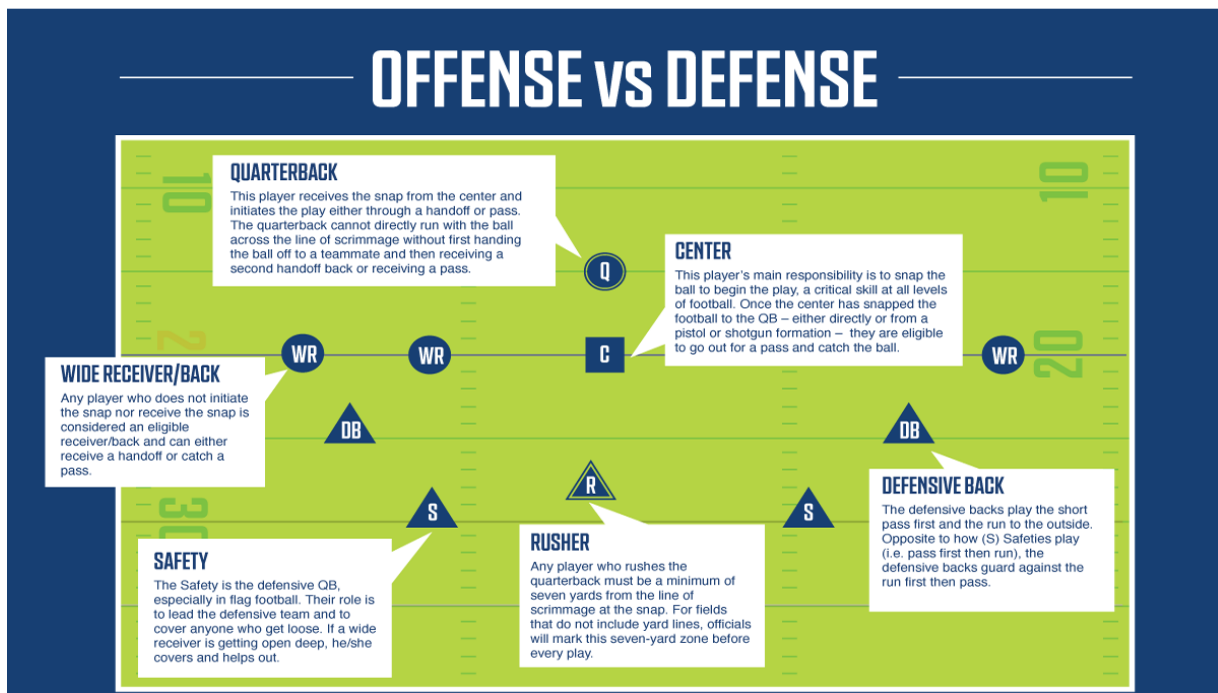 OFFENSE VS DEFENSE
10
10
QUARTERBACK
This player receives the snap from the center and
initiates the play either through a handoff or pass.
The quarterback cannot directly run with the ball
across the line of scrimmage without first handing
the ball off to a teammate and then receiving a
second handoff back or receiving a pass.
Q
CENTER
This player's main responsibility is to snap the
ball to begin the play, a critical skill at all levels
of football. Once the center has snapped the
football to the QB – either directly or from a
pistol or shotgun formation – they are eligible
to go out for a pass and catch the ball.
2
WR
WR
C
WR
20
WIDE RECEIVER/BACK
Any player who does not initiate
the snap nor receive the snap is
considered an eligible
receiver/back and can either
receive a handoff or catch a
pass.
DB
DB
DEFENSIVE BACK
The defensive backs play the short
pass first and the run to the outside.
Opposite to how (S) Safeties play
(i.e. pass first then run), the
defensive backs guard against the
run first then pass.
30
S
R
S
SAFETY
The Safety is the defensive QB,
especially in flag football. Their role is
to lead the defensive team and to
cover anyone who get loose. If a wide
receiver is getting open deep, he/she
covers and helps out.
RUSHER
Any player who rushes the
quarterback must be a minimum of
seven yards from the line of
scrimmage at the snap. For fields
that do not include yard lines, officials
will mark this seven-yard zone before
every play.